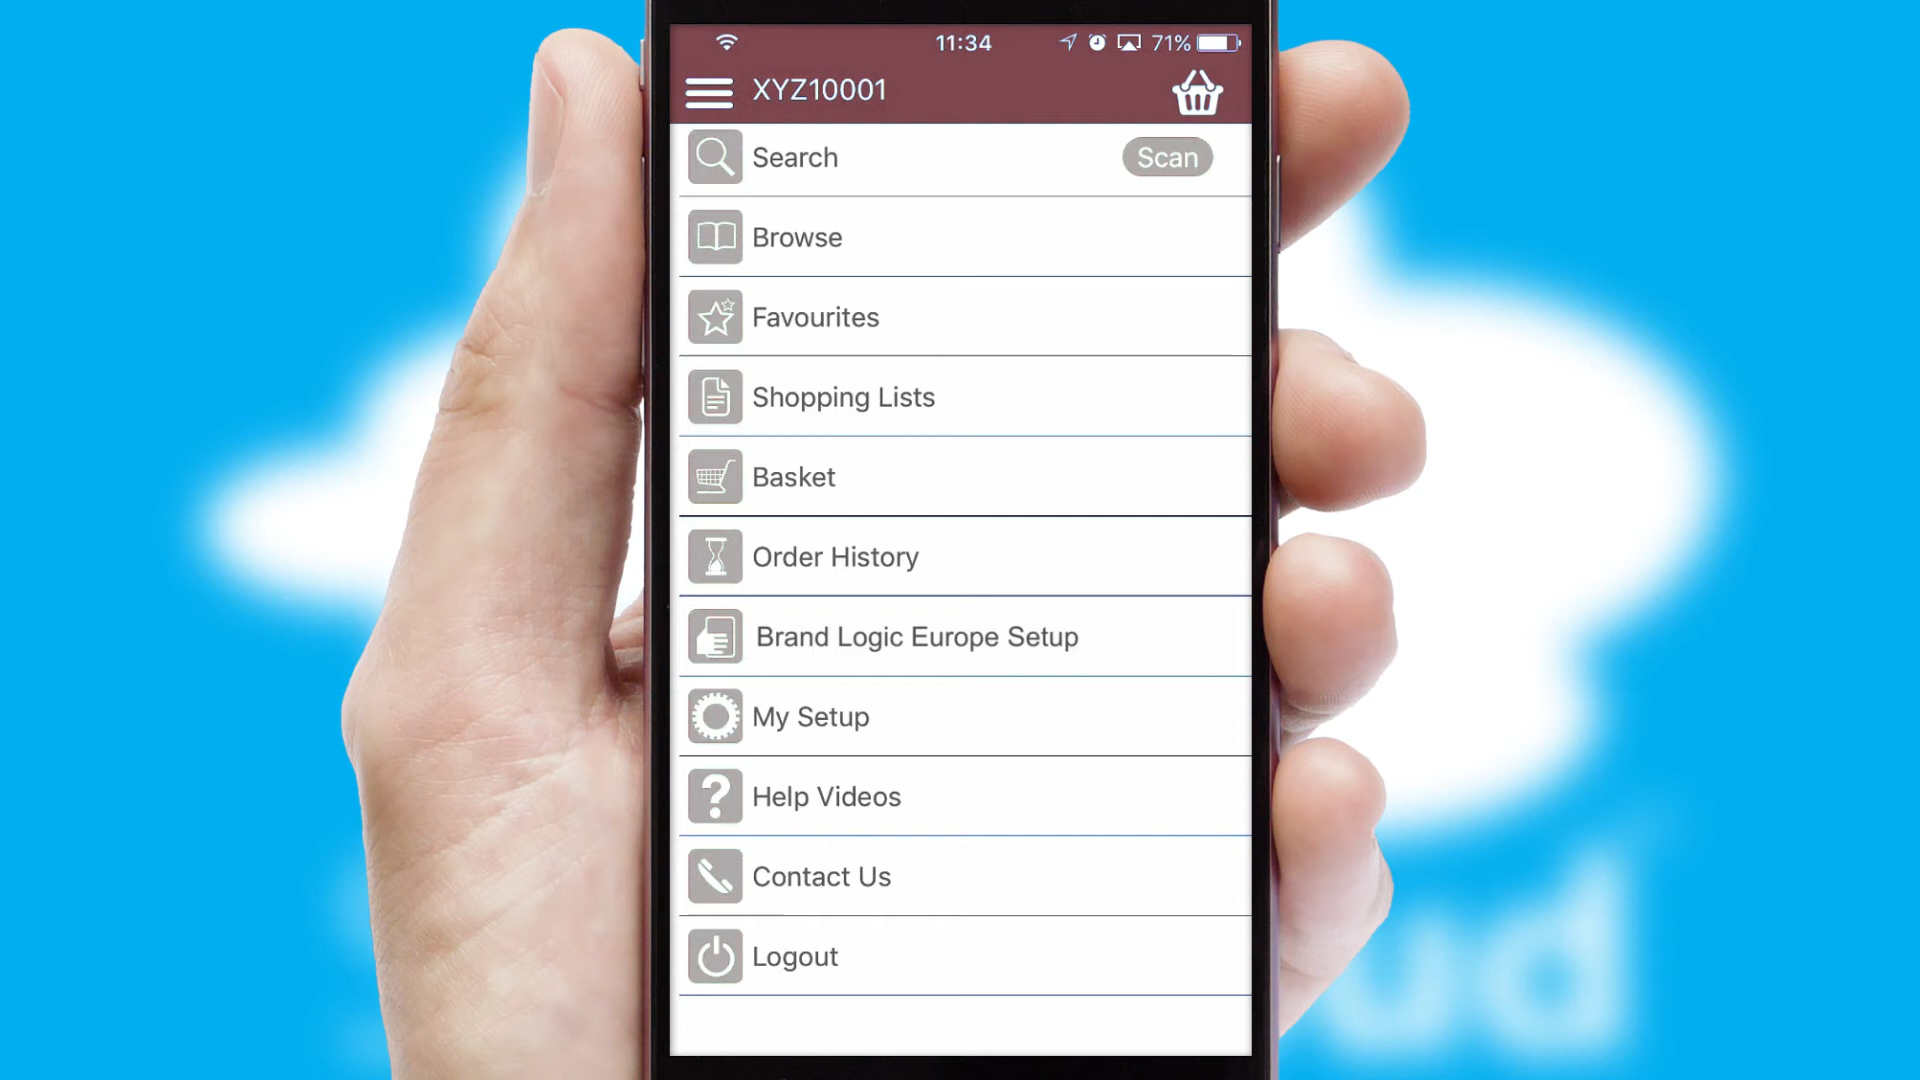 11:34 71%
XYZ10001
Search Scan
Browse
Favourites
Shopping Lists
Basket
Order History
Brand Logic Europe Setup
My Setup
Help Videos
Contact Us
Logout